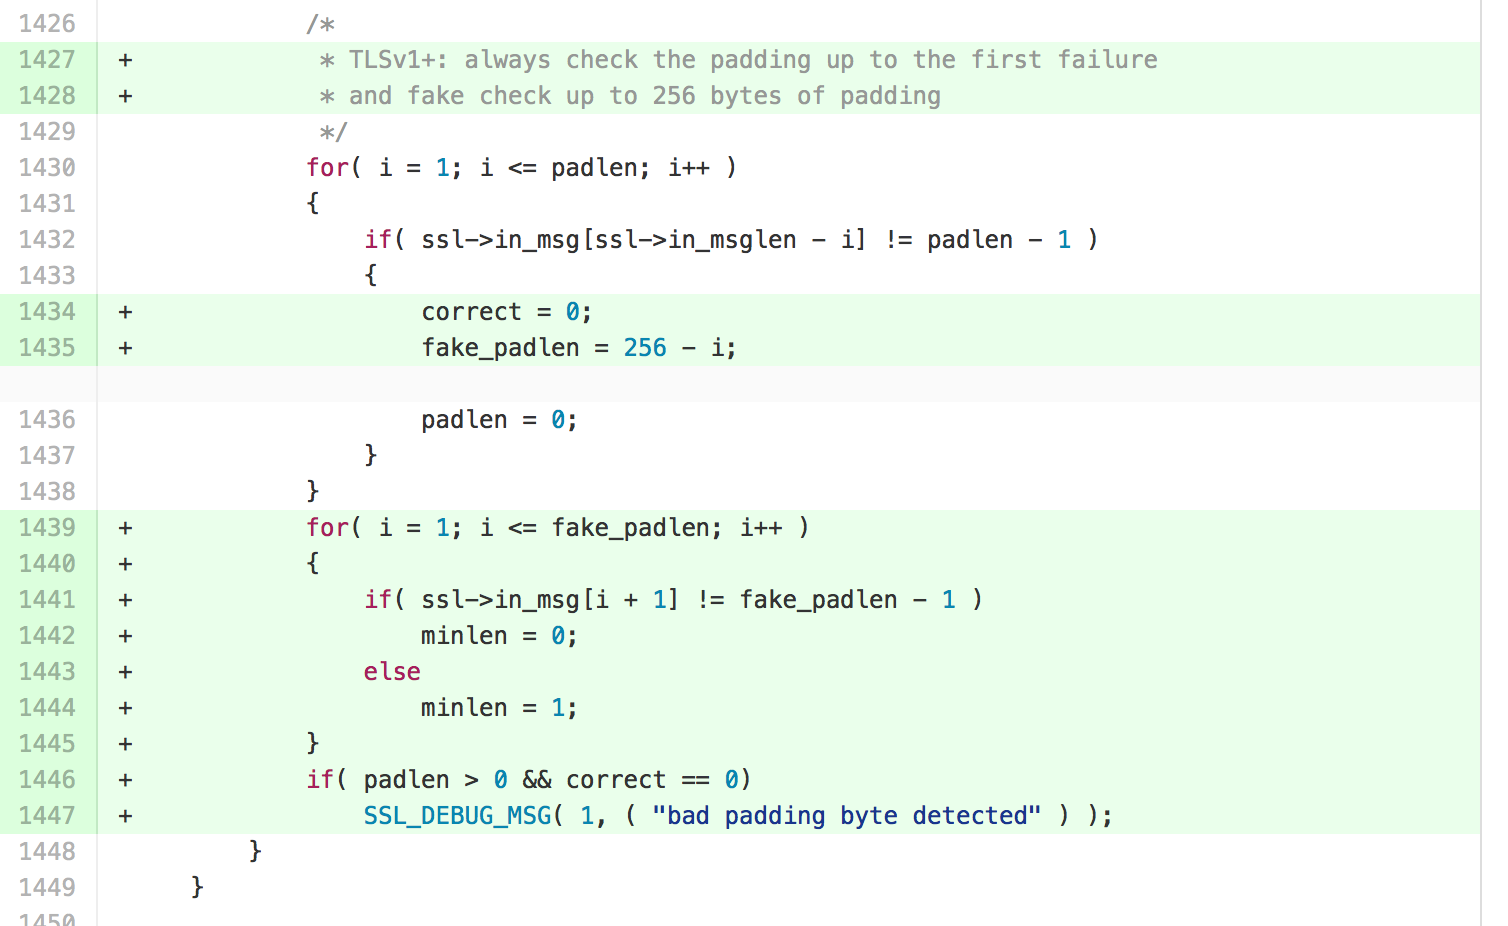 1426 /*
1427 + * TLSv1+: always check the padding up to the first failure
1428 + * and fake check up to 256 bytes of padding
1429 */
1430 for( i = 1; i <= padlen; i++ )
1431 {
1432 if( ssl->in_msg[ssl->in_msglen - i] != padlen - 1 )
1433 {
1434 + correct = 0;
1435 + fake_padlen = 256 - i;
1436 padlen = 0;
1437 }
1438 }
1439 + for( i = 1; i <= fake_padlen; i++ )
1440 + {
1441 + if( ssl->in_msg[i + 1] != fake_padlen - 1 )
1442 + minlen = 0;
1443 + else
1444 + minlen = 1;
1445 + }
1446 + if( padlen > 0 && correct == 0)
1447 + SSL_DEBUG_MSG( 1, ( "bad padding byte detected" ) );
1448 }
1449 }
1450